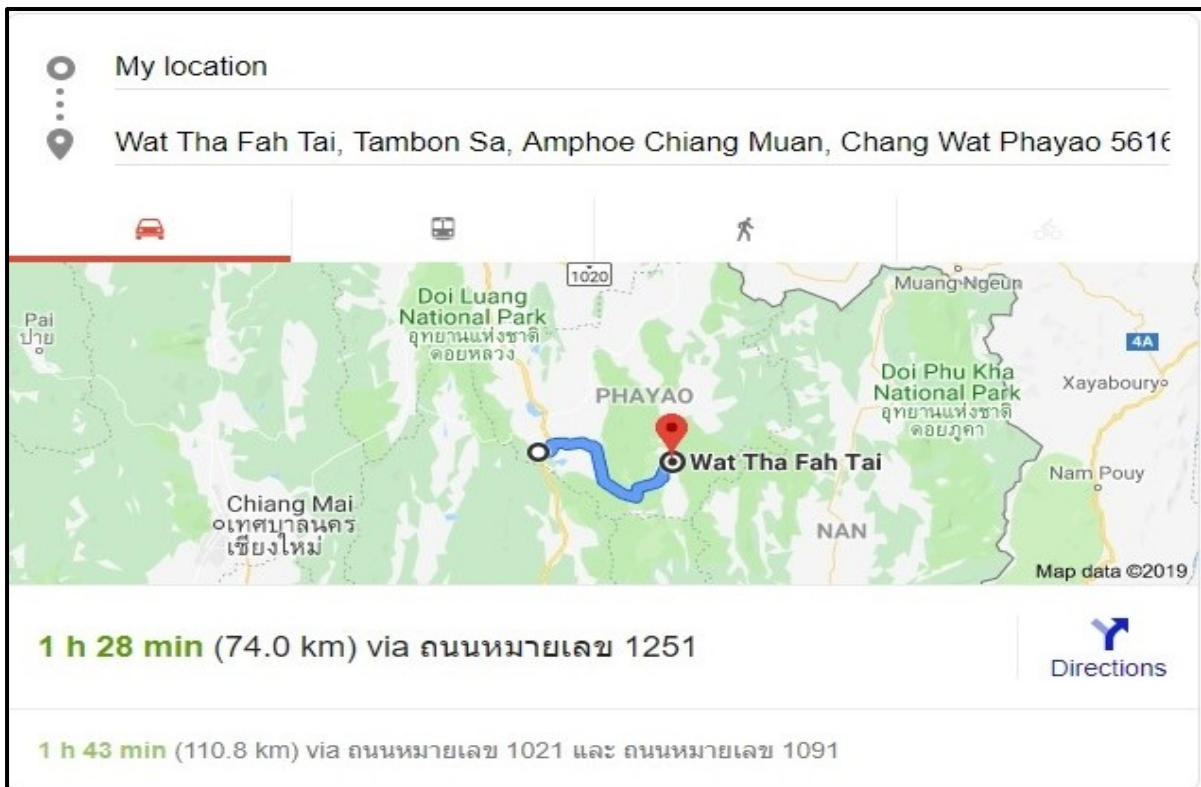 My location
Wat Tha Fah Tai, Tambon Sa, Amphoe Chiang Muan, Chang Wat Phayao 5616
1020
Muang Ngeun
Doi Luang
National Park
อุทยานแห่งชาติ
ดอยหลวง
Pai
ปาย
4A
Doi Phu Kha
National Park
อุทยานแห่งชาติ
ดอยภูคา
Xayaboury
PHAYAO
Wat Tha Fah Tai
Nam Pouy
Chiang Mai
เทศบาลนคร
เชียงใหม่
NAN
Map data ©2019
1 h 28 min (74.0 km) via ถนนหมายเลข 1251
Directions
1 h 43 min (110.8 km) via ถนนหมายเลข 1021 และ ถนนหมายเลข 1091